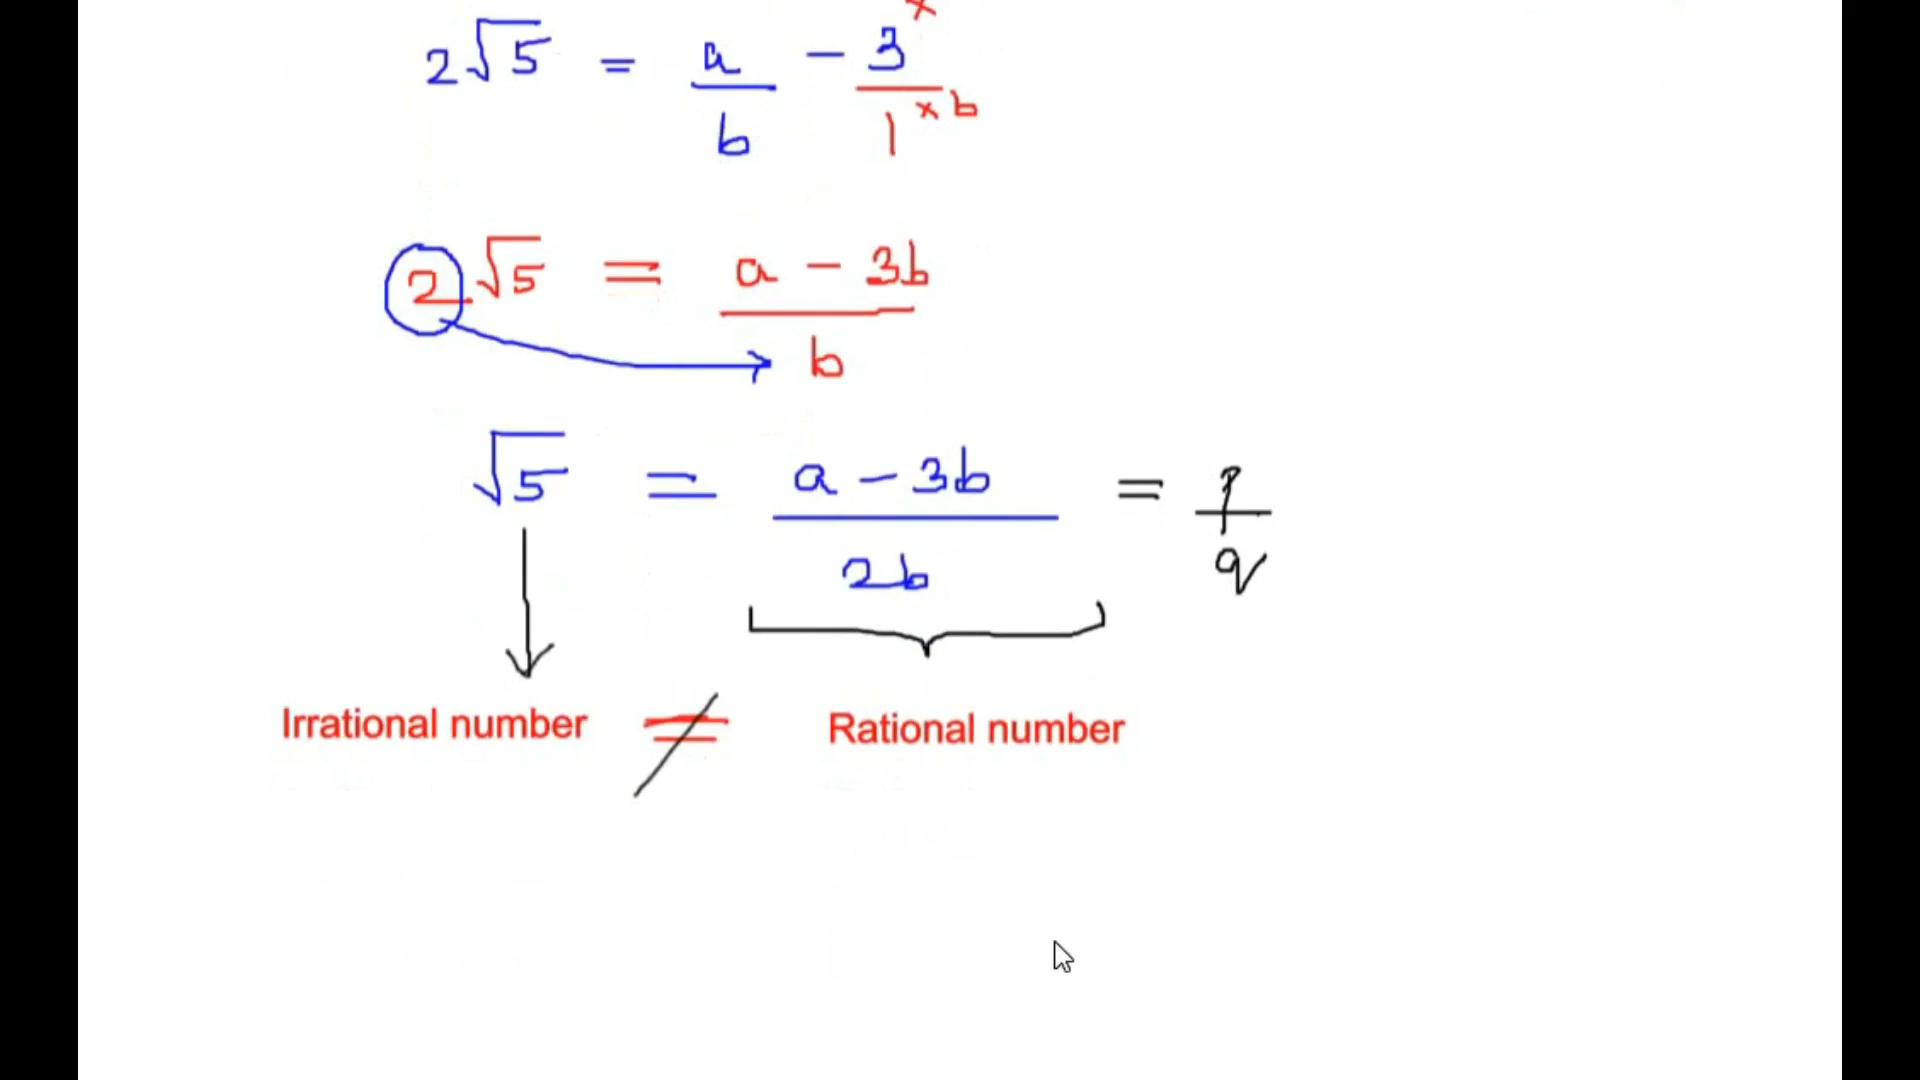 2√5 = a/b - 3×/1×b
2√5 = a - 3b/b
√5 = a - 3b/2b = p/q
Irrational number ≠ Rational number